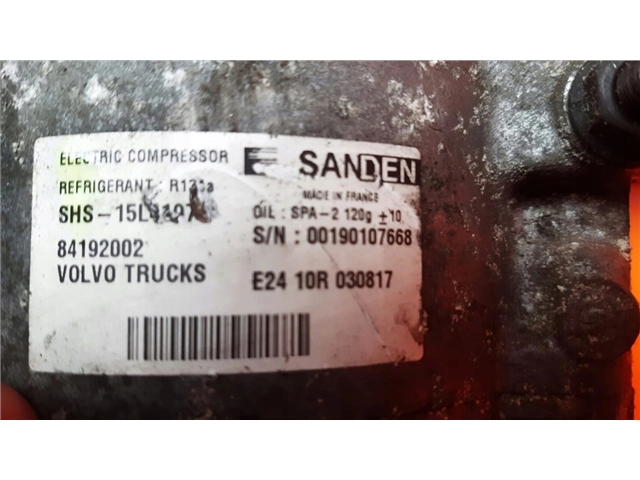 ELECTRIC COMPRESSOR SANDEN
REFRIGERANT : MADE IN FRANCE
OIL : SPA-2 120g ±10
84192002 S/N : 00190107668
VOLVO TRUCKS E24 10R 030817